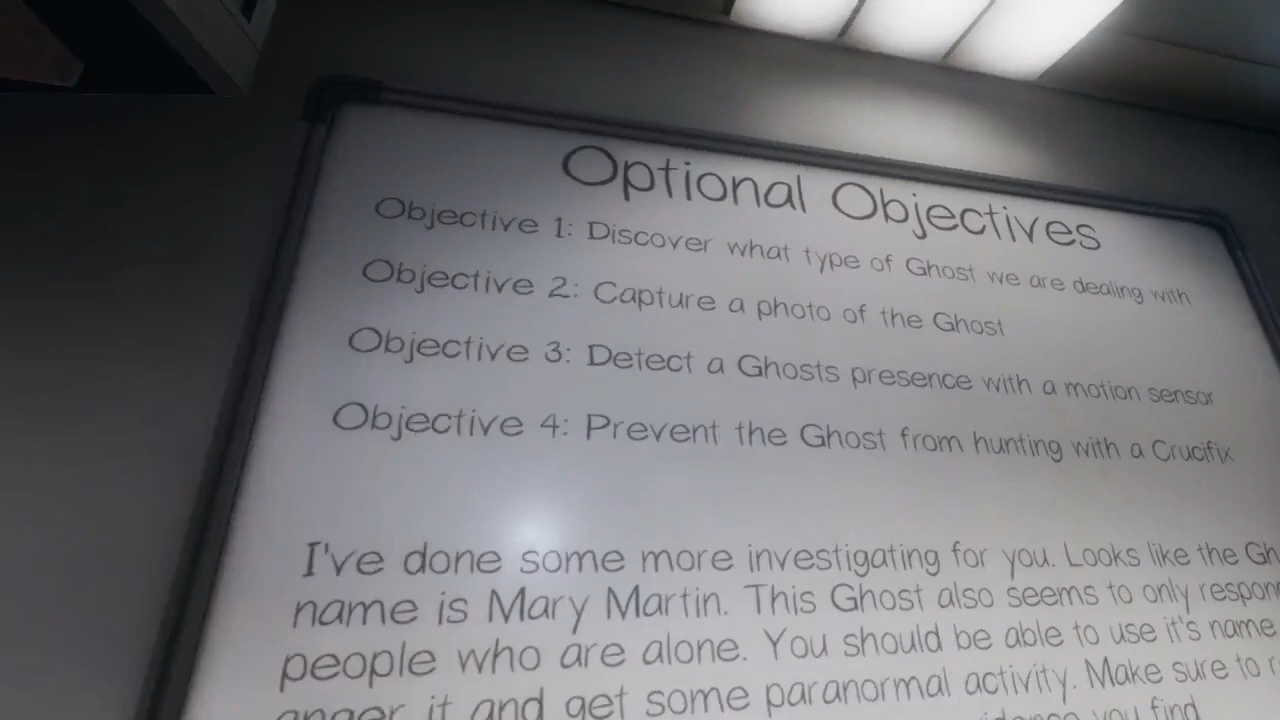 Optional Objectives
Objective 1: Discover what type of Ghost we are dealing with
Objective 2: Capture a photo of the Ghost
Objective 3: Detect a Ghosts presence with a motion sensor
Objective 4: Prevent the Ghost from hunting with a Crucifix
I've done some more investigating for you. Looks like the Gh
name is Mary Martin. This Ghost also seems to only respon
people who are alone. You should be able to use it's name
anger it and get some paranormal activity. Make sure to
you find